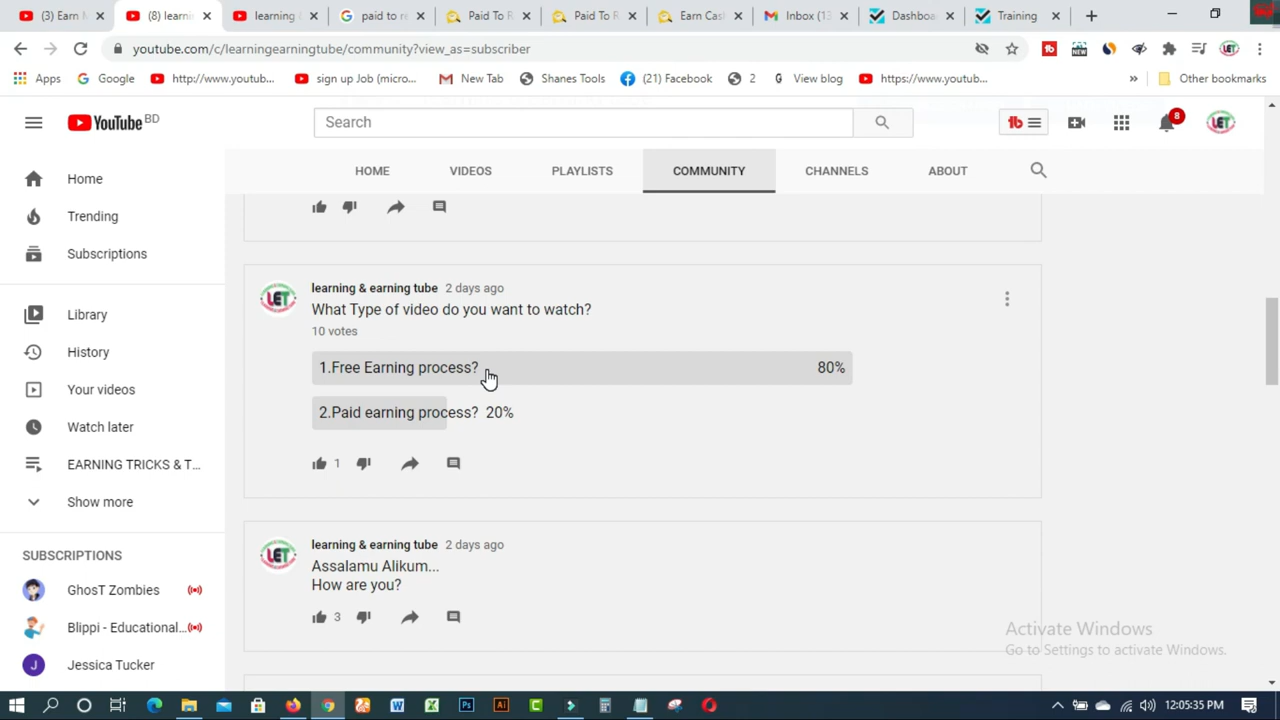 (3) Earn M
(8) learni
learning
paid to re
Paid To R
Paid To R
Earn Cas
Inbox (1
Dashboa
Training
youtube.com/c/learningearningtube/community?view_as=subscriber
NEW
Apps
Google
http://www.youtub...
sign up Job (micro...
New Tab
Shanes Tools
(21) Facebook
2
View blog
https://www.youtub...
»
Other bookmarks
YouTube BD
Search
8
LET
HOME
VIDEOS
PLAYLISTS
COMMUNITY
CHANNELS
ABOUT
Home
Trending
Subscriptions
Library
History
Your videos
Watch later
EARNING TRICKS & T...
Show more
SUBSCRIPTIONS
GhosT Zombies
Blippi - Educational...
J
Jessica Tucker
LET
learning & earning tube 2 days ago
What Type of video do you want to watch?
10 votes
1.Free Earning process? 80%
2.Paid earning process? 20%
1
LET
learning & earning tube 2 days ago
Assalamu Alikum...
How are you?
3
Activate Windows
Go to Settings to activate Windows.
12:05:35 PM